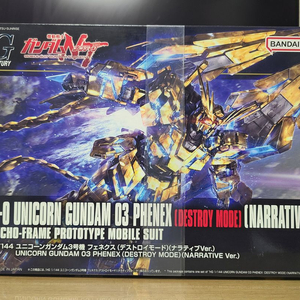 G
TORY
ガンダムNT
BANDAI
-0 UNICORN GUNDAM 03 PHENEX (DESTROY MODE) (NARRATIVE
CHO-FRAME PROTOTYPE MOBILE SUIT
/144 ユニコーンガンダム3号機 フェネクス(デストロイモード)(ナラティブVer.)
UNICORN GUNDAM 03 PHENEX (DESTROY MODE) (NARRATIVE Ver.)